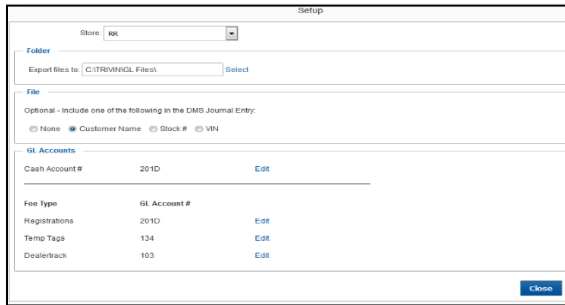 Setup
Store: RR
Folder
Export files to: C:\TRIVIN\GL Files\ Select
File
Optional - Include one of the following in the DMS Journal Entry:
None Customer Name Stock # VIN
GL Accounts
Cash Account # 201D Edit
Fee Type GL Account #
Registrations 201D Edit
Temp Tags 134 Edit
Dealertrack 103 Edit
Close